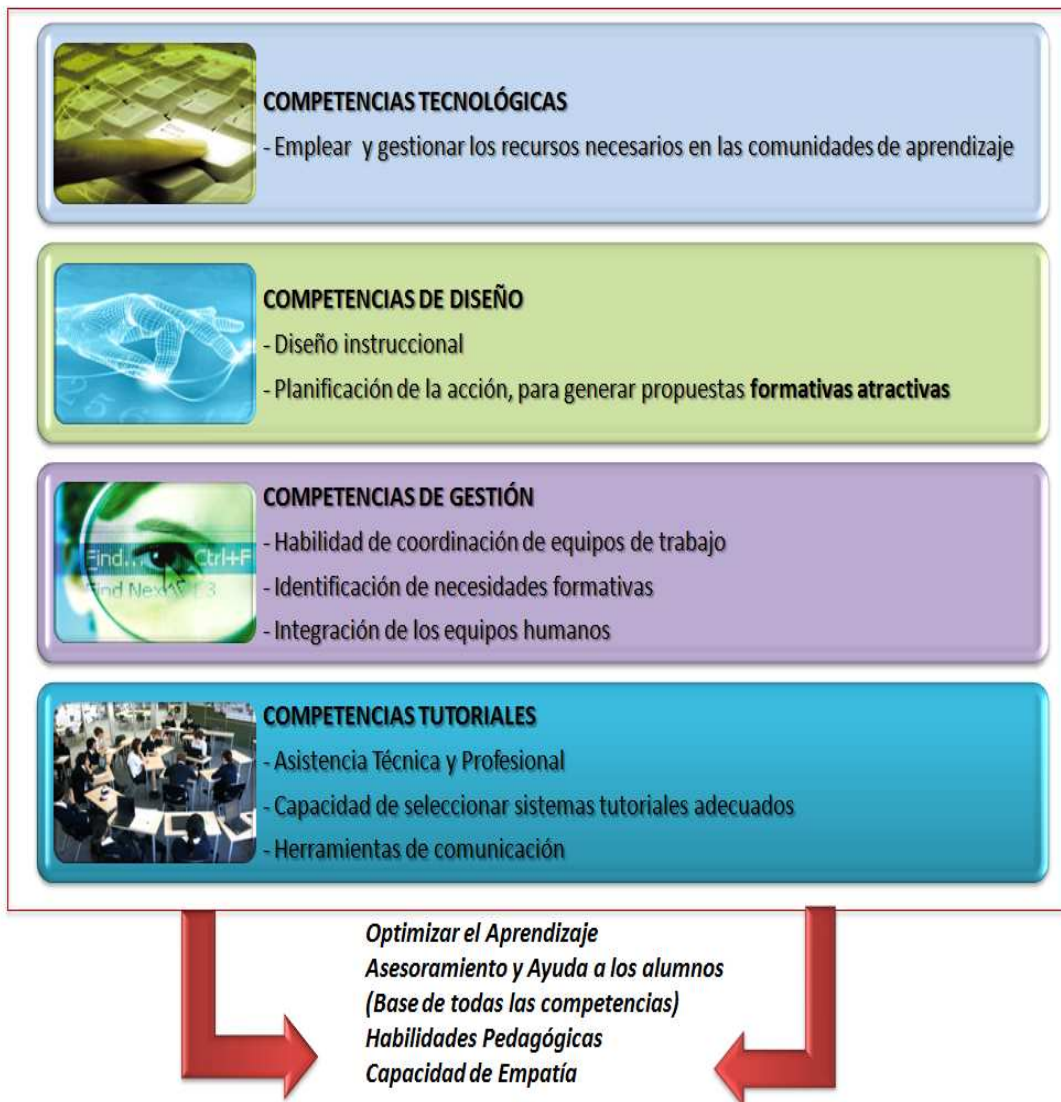 COMPETENCIAS TECNOLÓGICAS
- Emplear y gestionar los recursos necesarios en las comunidades de aprendizaje
COMPETENCIAS DE DISEÑO
- Diseño instruccional
- Planificación de la acción, para generar propuestas formativas atractivas
COMPETENCIAS DE GESTIÓN
- Habilidad de coordinación de equipos de trabajo
- Identificación de necesidades formativas
- Integración de los equipos humanos
Find... Ctrl+F
Find Next F3
COMPETENCIAS TUTORIALES
- Asistencia Técnica y Profesional
- Capacidad de seleccionar sistemas tutoriales adecuados
- Herramientas de comunicación
Optimizar el Aprendizaje
Asesoramiento y Ayuda a los alumnos
(Base de todas las competencias)
Habilidades Pedagógicas
Capacidad de Empatía